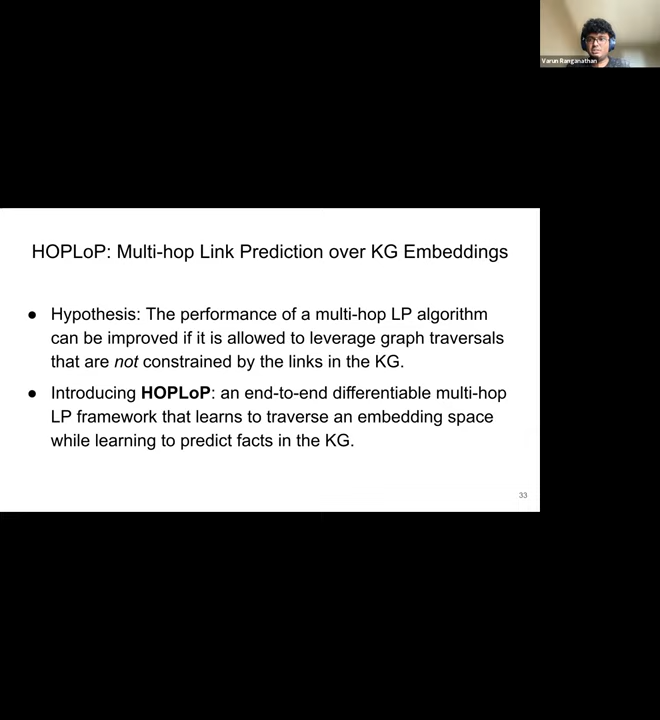 Varun Ranganathan
HOPLoP: Multi-hop Link Prediction over KG Embeddings
● Hypothesis: The performance of a multi-hop LP algorithm
can be improved if it is allowed to leverage graph traversals
that are not constrained by the links in the KG.
● Introducing HOPLoP: an end-to-end differentiable multi-hop
LP framework that learns to traverse an embedding space
while learning to predict facts in the KG.
33